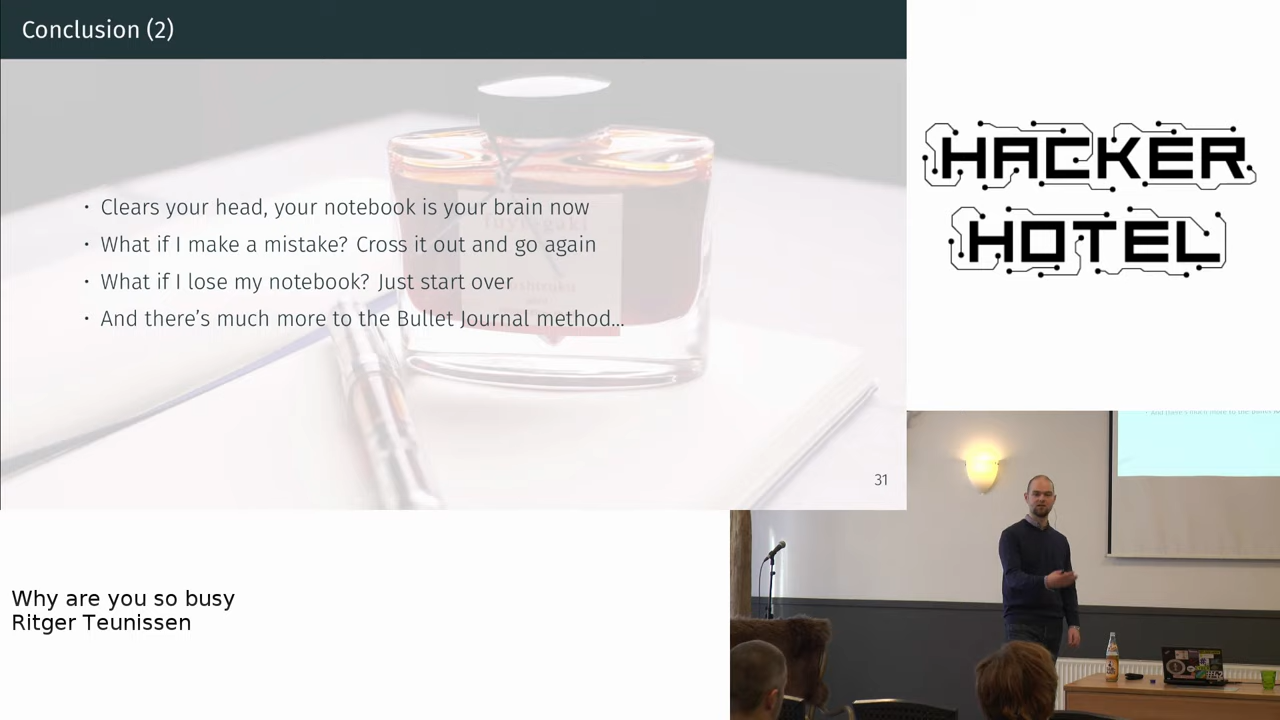 Conclusion (2)
• Clears your head, your notebook is your brain now
• What if I make a mistake? Cross it out and go again
• What if I lose my notebook? Just start over
• And there's much more to the Bullet Journal method...
31
HACKER
HOTEL
Why are you so busy
Ritger Teunissen